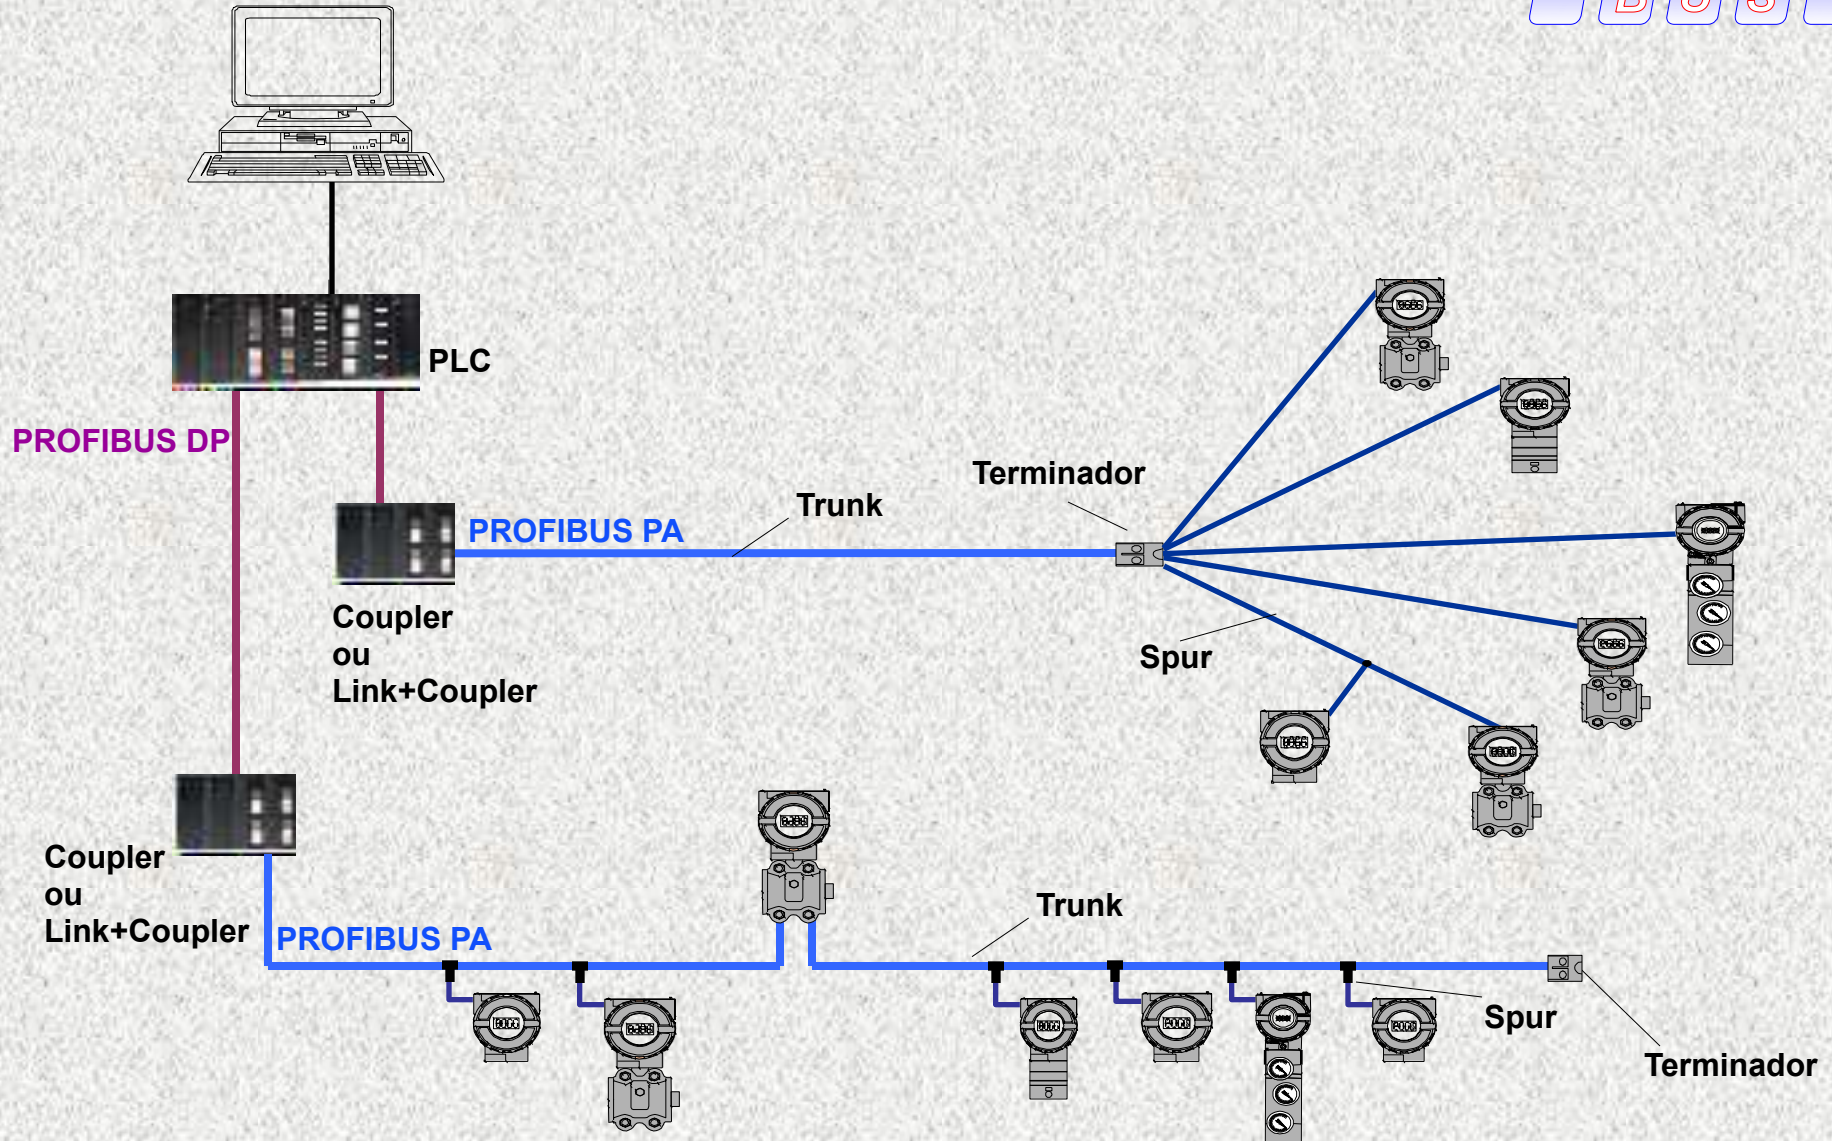 BUS
PLC
PROFIBUS DP
Terminador
Trunk
PROFIBUS PA
Coupler
ou
Link+Coupler
Spur
Coupler
ou
Link+Coupler
PROFIBUS PA
Trunk
Spur
Terminador